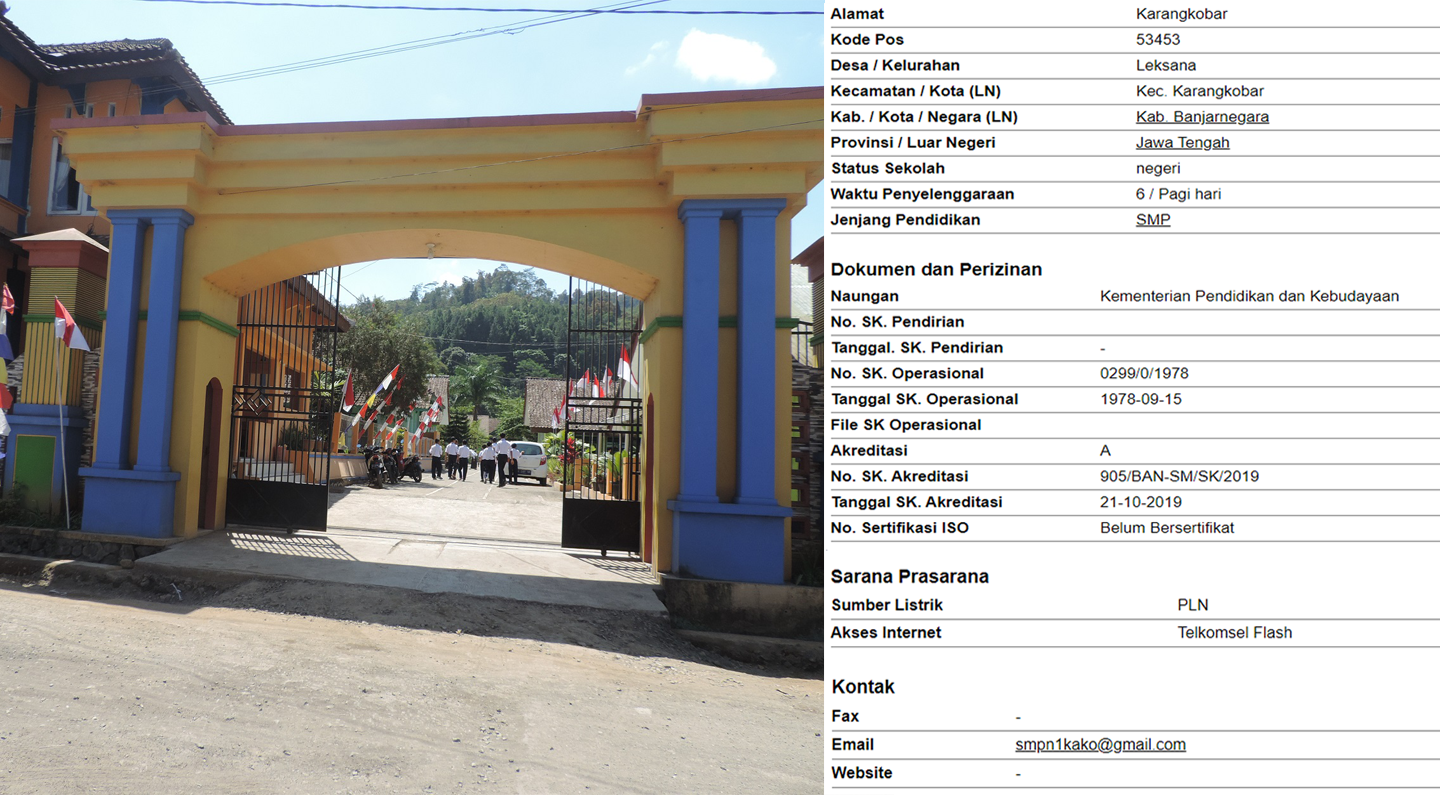 Alamat Karangkobar
Kode Pos 53453
Desa / Kelurahan Leksana
Kecamatan / Kota (LN) Kec. Karangkobar
Kab. / Kota / Negara (LN) Kab. Banjarnegara
Provinsi / Luar Negeri Jawa Tengah
Status Sekolah negeri
Waktu Penyelenggaraan 6 / Pagi hari
Jenjang Pendidikan SMP
Dokumen dan Perizinan
Naungan Kementerian Pendidikan dan Kebudayaan
No. SK. Pendirian
Tanggal. SK. Pendirian -
No. SK. Operasional 0299/0/1978
Tanggal SK. Operasional 1978-09-15
File SK Operasional
Akreditasi A
No. SK. Akreditasi 905/BAN-SM/SK/2019
Tanggal SK. Akreditasi 21-10-2019
No. Sertifikasi ISO Belum Bersertifikat
Sarana Prasarana
Sumber Listrik PLN
Akses Internet Telkomsel Flash
Kontak
Fax -
Email smpn1kako@gmail.com
Website -